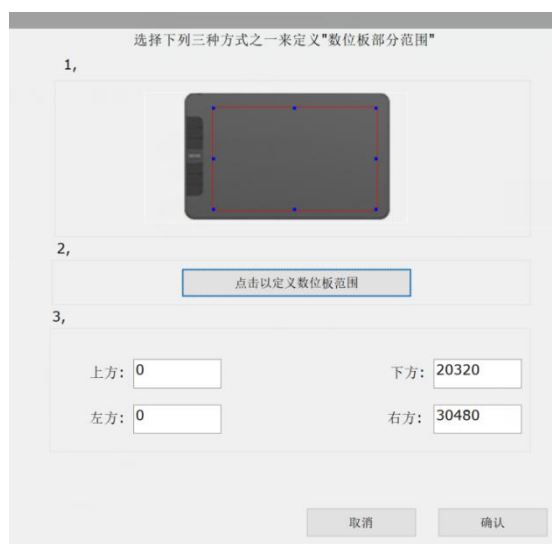 选择下列三种方式之一来定义"数位板部分范围"
1,
2,
点击以定义数位板范围
3,
上方: 0 下方: 20320
左方: 0 右方: 30480
取消 确认